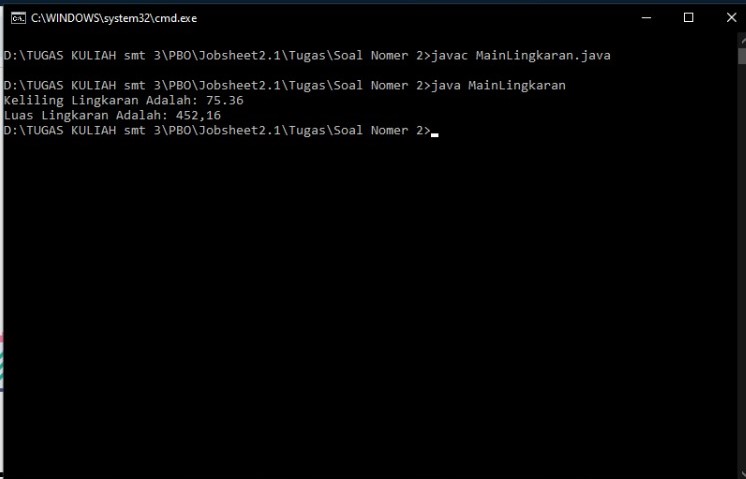 C:\WINDOWS\system32\cmd.exe
D:\TUGAS KULIAH smt 3\PBO\Jobsheet2.1\Tugas\Soal Nomer 2>javac MainLingkaran.java
D:\TUGAS KULIAH smt 3\PBO\Jobsheet2.1\Tugas\Soal Nomer 2>java MainLingkaran
Keliling Lingkaran Adalah: 75.36
Luas Lingkaran Adalah: 452,16
D:\TUGAS KULIAH smt 3\PBO\Jobsheet2.1\Tugas\Soal Nomer 2>